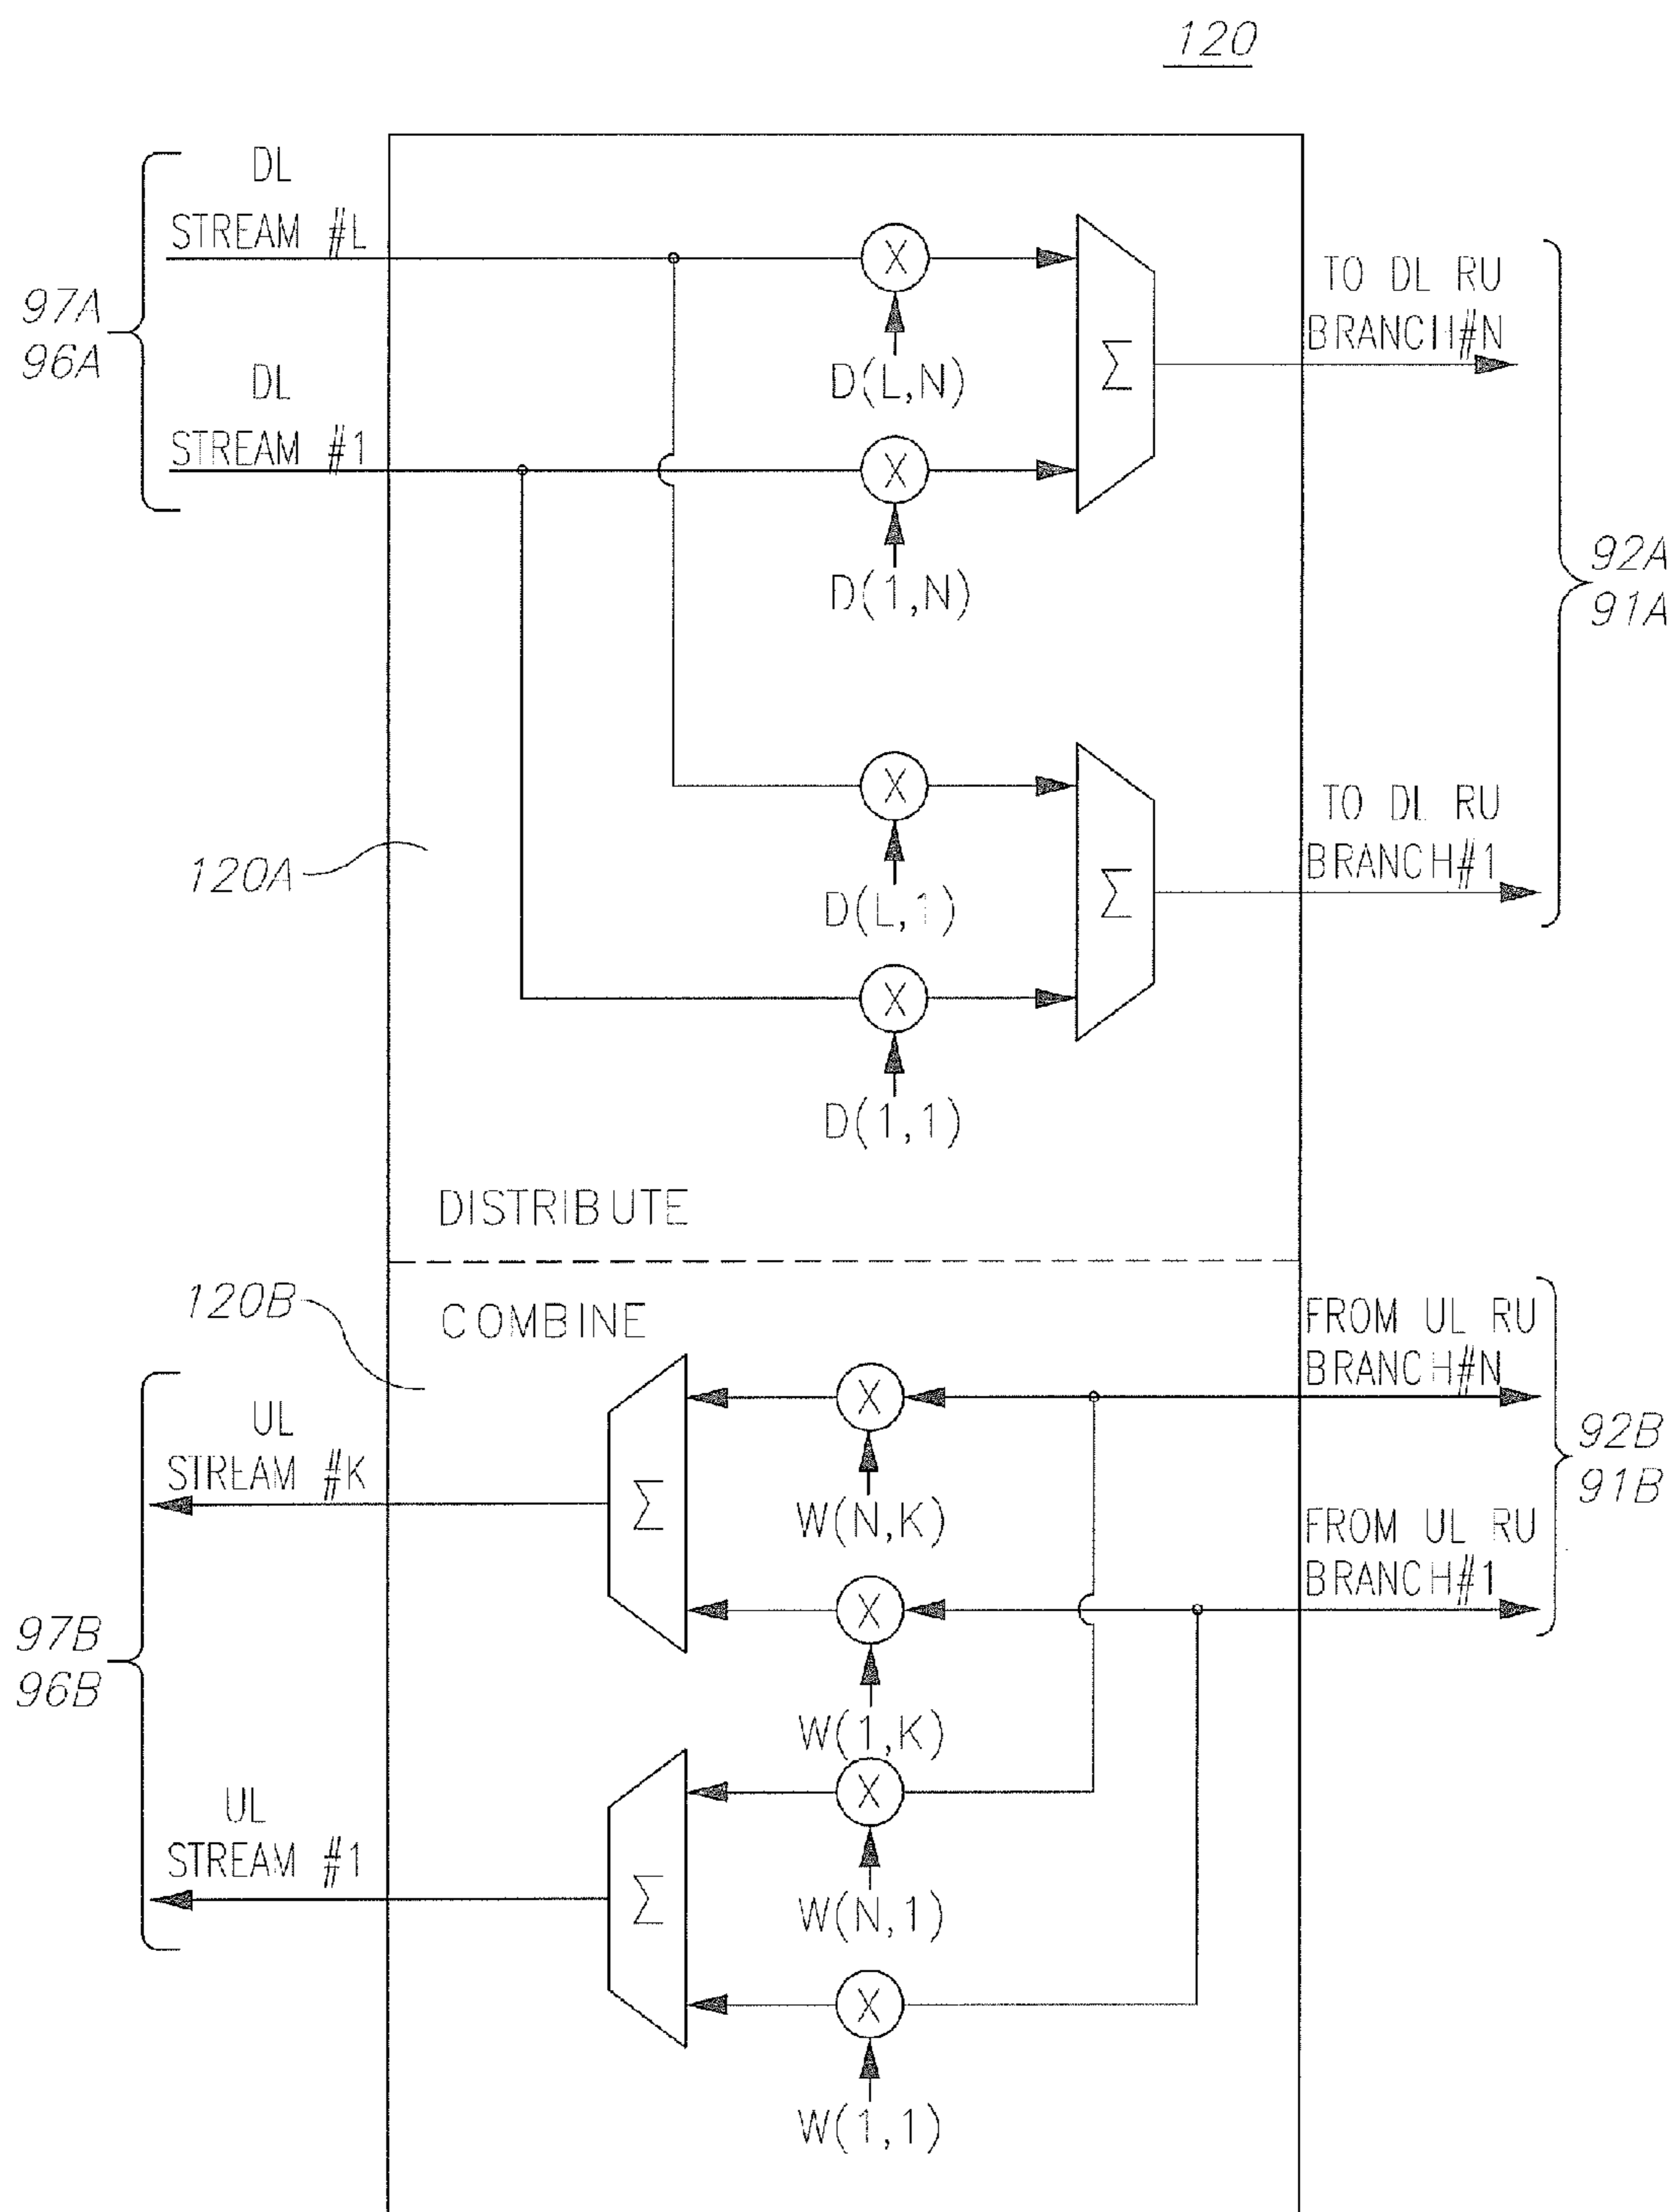 120
DL
STREAM #L
97A
96A
DL
STREAM #1
X
D(L,N)
X
D(1,N)
Σ
TO DL RU
BRANCH#N
92A
91A
120A
X
D(L,1)
X
D(1,1)
Σ
TO DL RU
BRANCH#1
DISTRIBUTE
120B
COMBINE
FROM UL RU
BRANCH#N
FROM UL RU
BRANCH#1
92B
91B
UL
STREAM #K
Σ
X
W(N,K)
X
W(1,K)
97B
96B
UL
STREAM #1
Σ
X
W(N,1)
X
W(1,1)